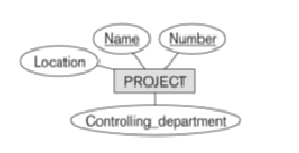 Name
Number
Location
PROJECT
Controlling_department